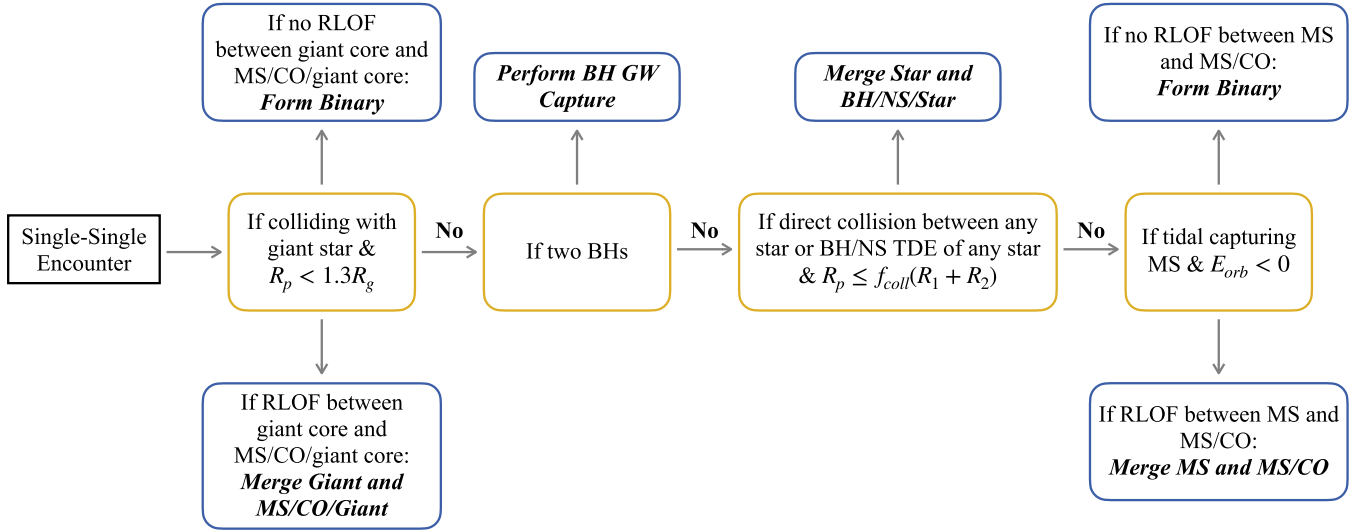 Single-Single
Encounter
If no RLOF
between giant core and
MS/CO/giant core:
Form Binary
If colliding with
giant star &
R_p < 1.3R_g
If RLOF between
giant core and
MS/CO/giant core:
Merge Giant and
MS/CO/Giant
No
Perform BH GW
Capture
If two BHs
No
Merge Star and
BH/NS/Star
If direct collision between any
star or BH/NS TDE of any star
& R_p ≤ f_coll(R_1 + R_2)
No
If no RLOF between MS
and MS/CO:
Form Binary
If tidal capturing
MS & E_orb < 0
If RLOF between MS and
MS/CO:
Merge MS and MS/CO